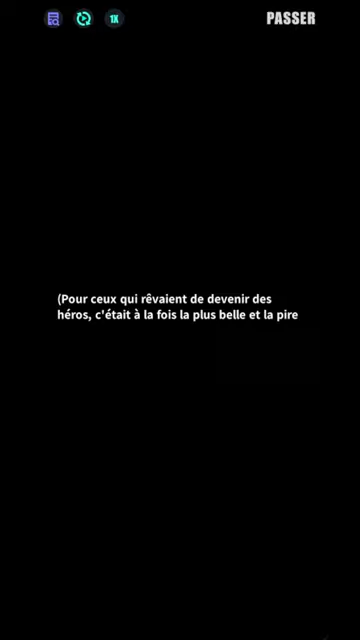 1X
PASSER
(Pour ceux qui rêvaient de devenir des
héros, c'était à la fois la plus belle et la pire